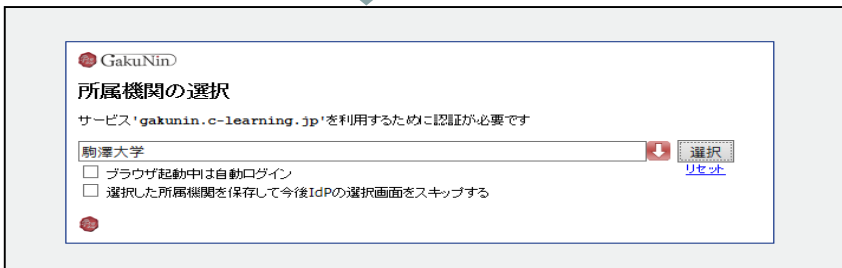 GakuNin
所属機関の選択
サービス'gakunin.c-learning.jp'を利用するために認証が必要です
駒澤大学
選択
ブラウザ起動中は自動ログイン
リセット
選択した所属機関を保存して今後IdPの選択画面をスキップする